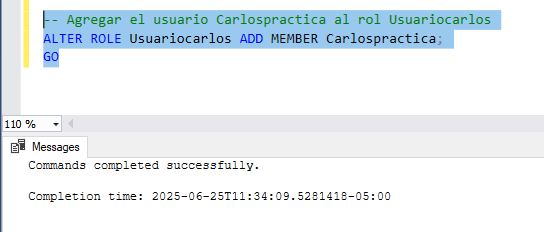 -- Agregar el usuario Carlospractica al rol Usuariocarlos
ALTER ROLE Usuariocarlos ADD MEMBER Carlospractica;
GO
110 %
Messages
Commands completed successfully.
Completion time: 2025-06-25T11:34:09.5281418-05:00